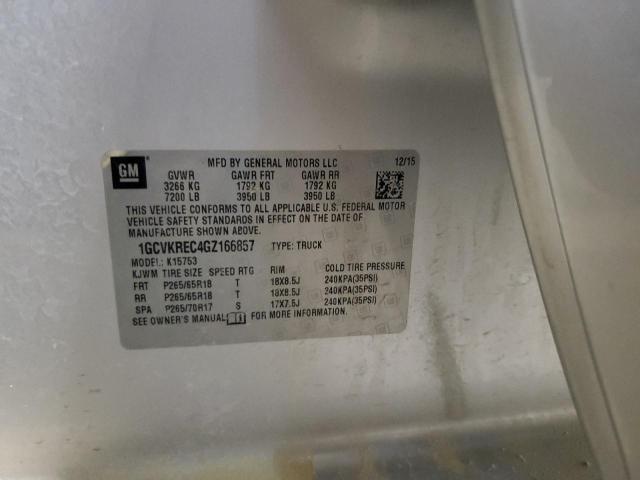 GM
MFD BY GENERAL MOTORS LLC 12/15
GVWR GAWR FRT GAWR RR
3266 KG 1792 KG 1792 KG
7200 LB 3950 LB 3950 LB
THIS VEHICLE CONFORMS TO ALL APPLICABLE U.S. FEDERAL MOTOR
VEHICLE SAFETY STANDARDS IN EFFECT ON THE DATE OF
MANUFACTURE SHOWN ABOVE.
1GCVKREC4GZ166857 TYPE: TRUCK
MODEL: K15753
KJWM TIRE SIZE SPEED RTG RIM COLD TIRE PRESSURE
FRT P265/65R18 T 18X8.5J 240KPA(35PSI)
RR P265/65R18 T 18X8.5J 240KPA(35PSI)
SPA P265/70R17 S 17X7.5J 240KPA(35PSI)
SEE OWNER'S MANUAL FOR MORE INFORMATION.